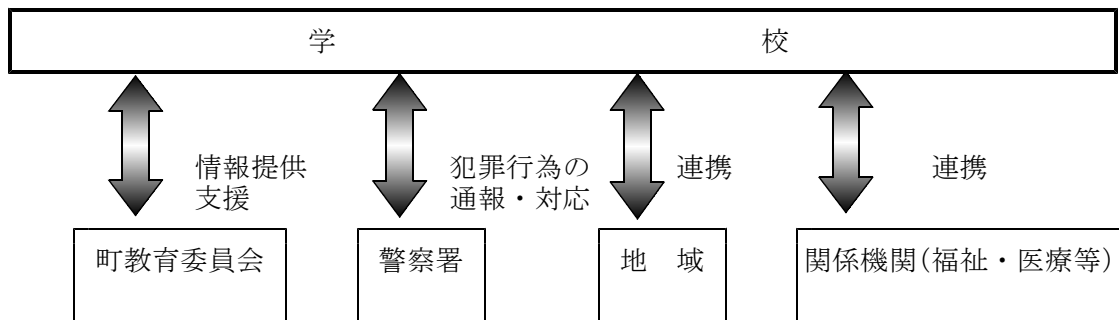 学 校
情報提供
支援
犯罪行為の
通報・対応
連携
連携
町教育委員会
警察署
地 域
関係機関(福祉・医療等)